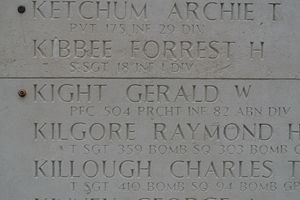 KETCHUM ARCHIE T
PVT 175 INF 29 DIV
KIBBEE FORREST H
S SGT 18 INF 1 DIV
KIGHT GERALD W
PFC 504 PRCHT INF 82 ABN DIV
KILGORE RAYMOND H
T SGT 359 BOMB SQ 303 BOMB G
KILLOUGH CHARLES T
T SGT 410 BOMB SQ 94 BOMB GP